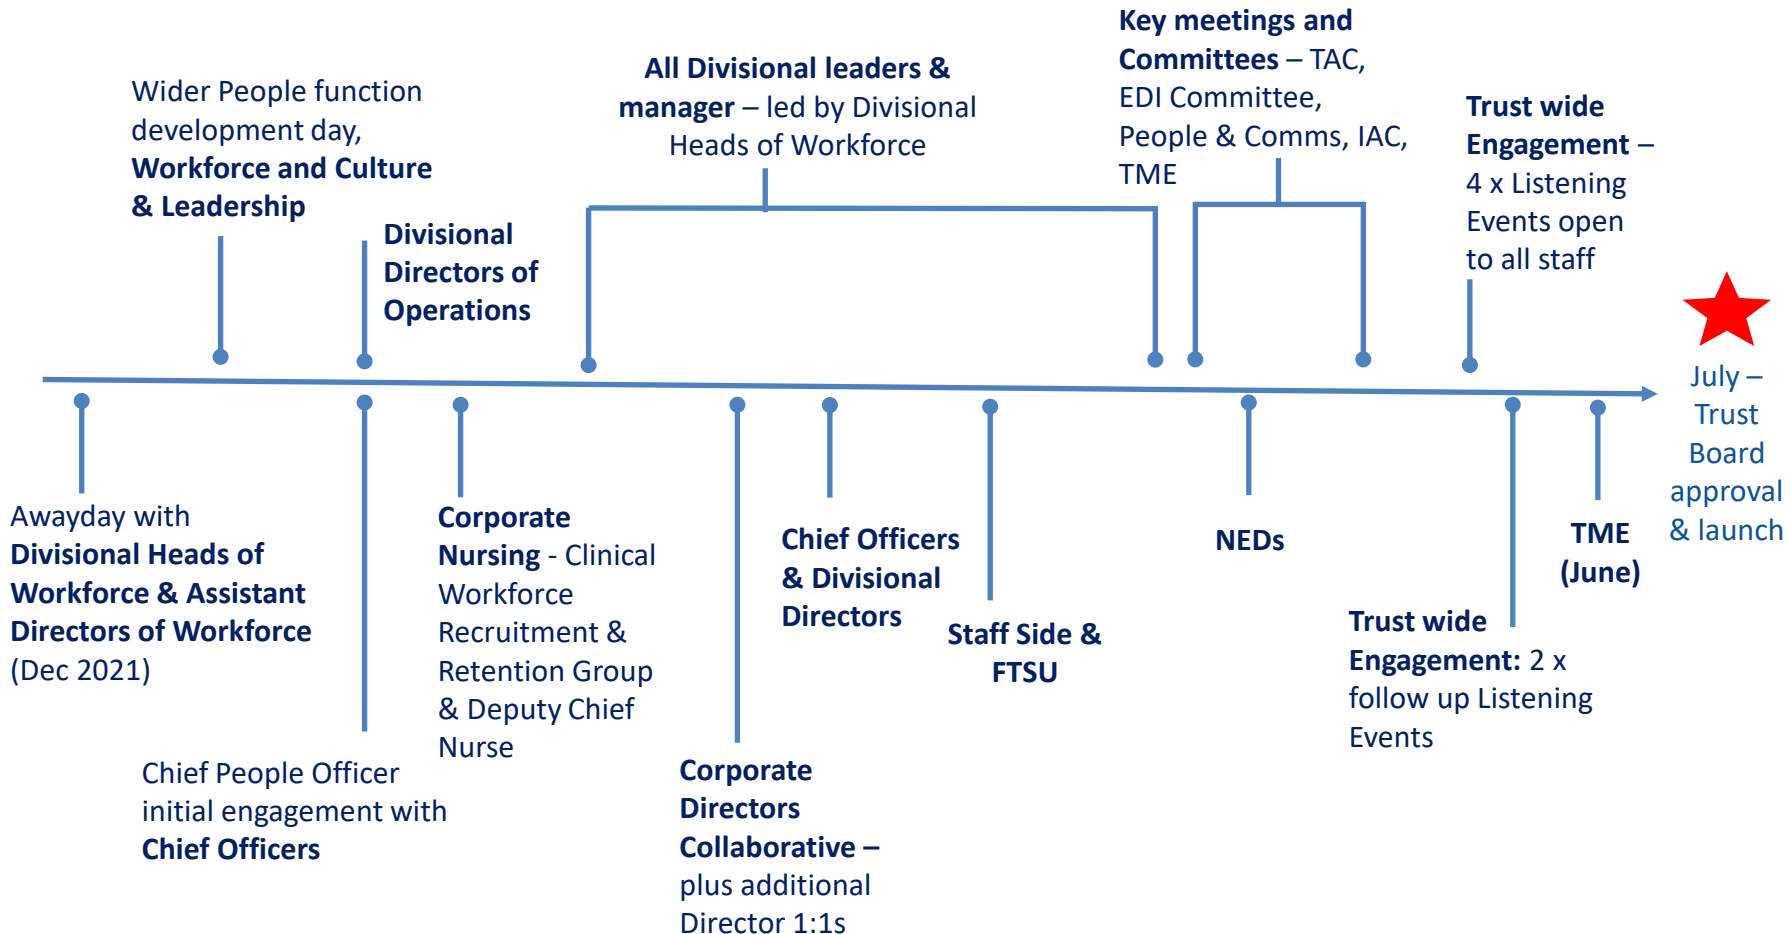 Wider People function
development day,
Workforce and Culture
& Leadership
Divisional
Directors of
Operations
All Divisional leaders &
manager – led by Divisional
Heads of Workforce
Key meetings and
Committees – TAC,
EDI Committee,
People & Comms, IAC,
TME
Trust wide
Engagement –
4 x Listening
Events open
to all staff
July –
Trust
Board
approval
& launch
Awayday with
Divisional Heads of
Workforce & Assistant
Directors of Workforce
(Dec 2021)
Chief People Officer
initial engagement with
Chief Officers
Corporate
Nursing - Clinical
Workforce
Recruitment &
Retention Group
& Deputy Chief
Nurse
Corporate
Directors
Collaborative –
plus additional
Director 1:1s
Chief Officers
& Divisional
Directors
Staff Side &
FTSU
NEDs
Trust wide
Engagement: 2 x
follow up Listening
Events
TME
(June)